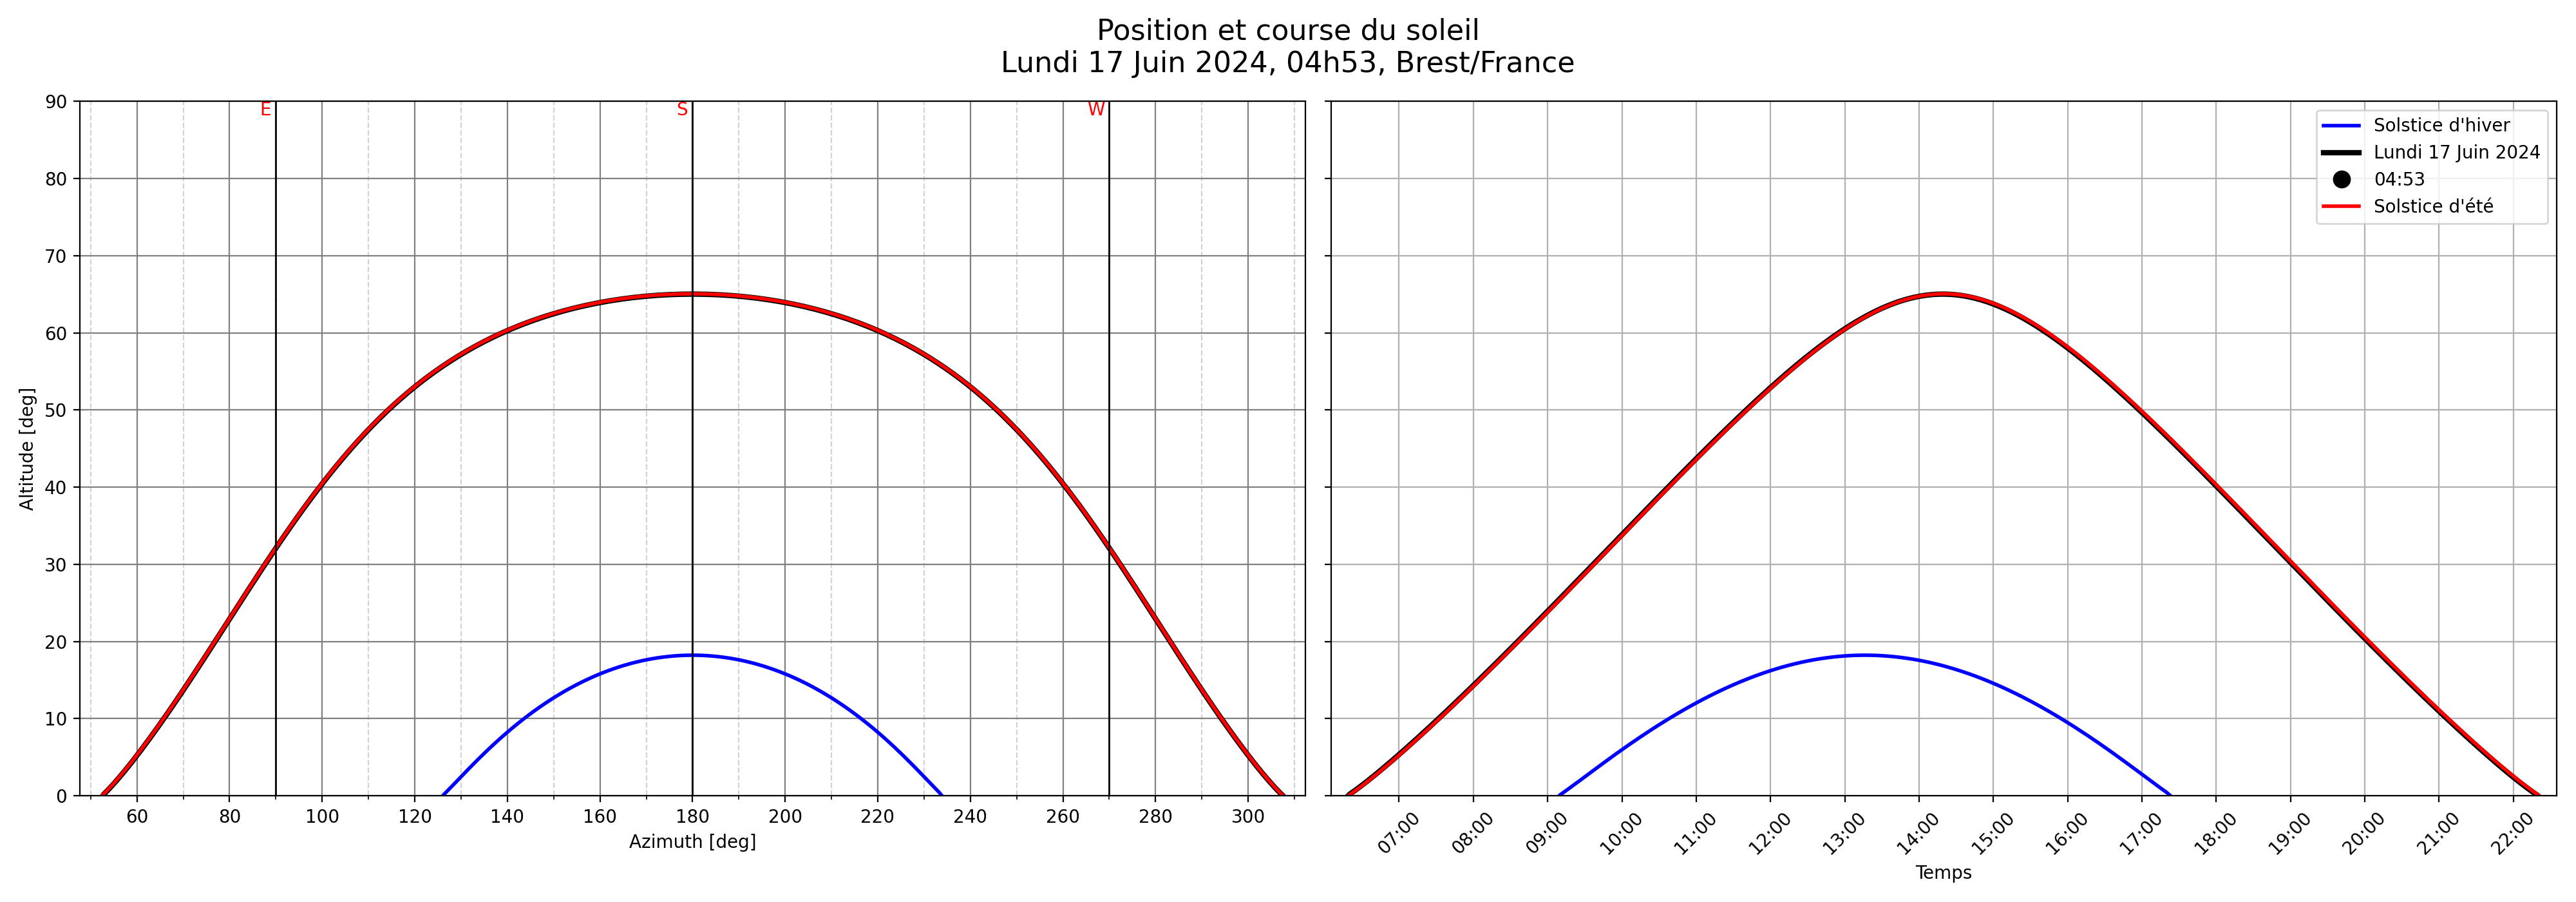 Position et course du soleil
Lundi 17 Juin 2024, 04h53, Brest/France
E
S
W
90
80
70
60
50
40
30
20
10
0
Altitude [deg]
60 80 100 120 140 160 180 200 220 240 260 280 300
Azimuth [deg]
Solstice d'hiver
Lundi 17 Juin 2024
04:53
Solstice d'été
07:00 08:00 09:00 10:00 11:00 12:00 13:00 14:00 15:00 16:00 17:00 18:00 19:00 20:00 21:00 22:00
Temps